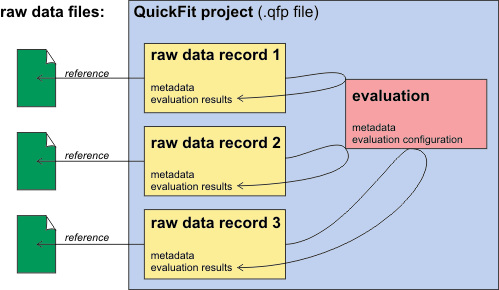 raw data files:
QuickFit project (.qfp file)
raw data record 1
reference
metadata
evaluation results
evaluation
metadata
evaluation configuration
raw data record 2
reference
metadata
evaluation results
raw data record 3
reference
metadata
evaluation results